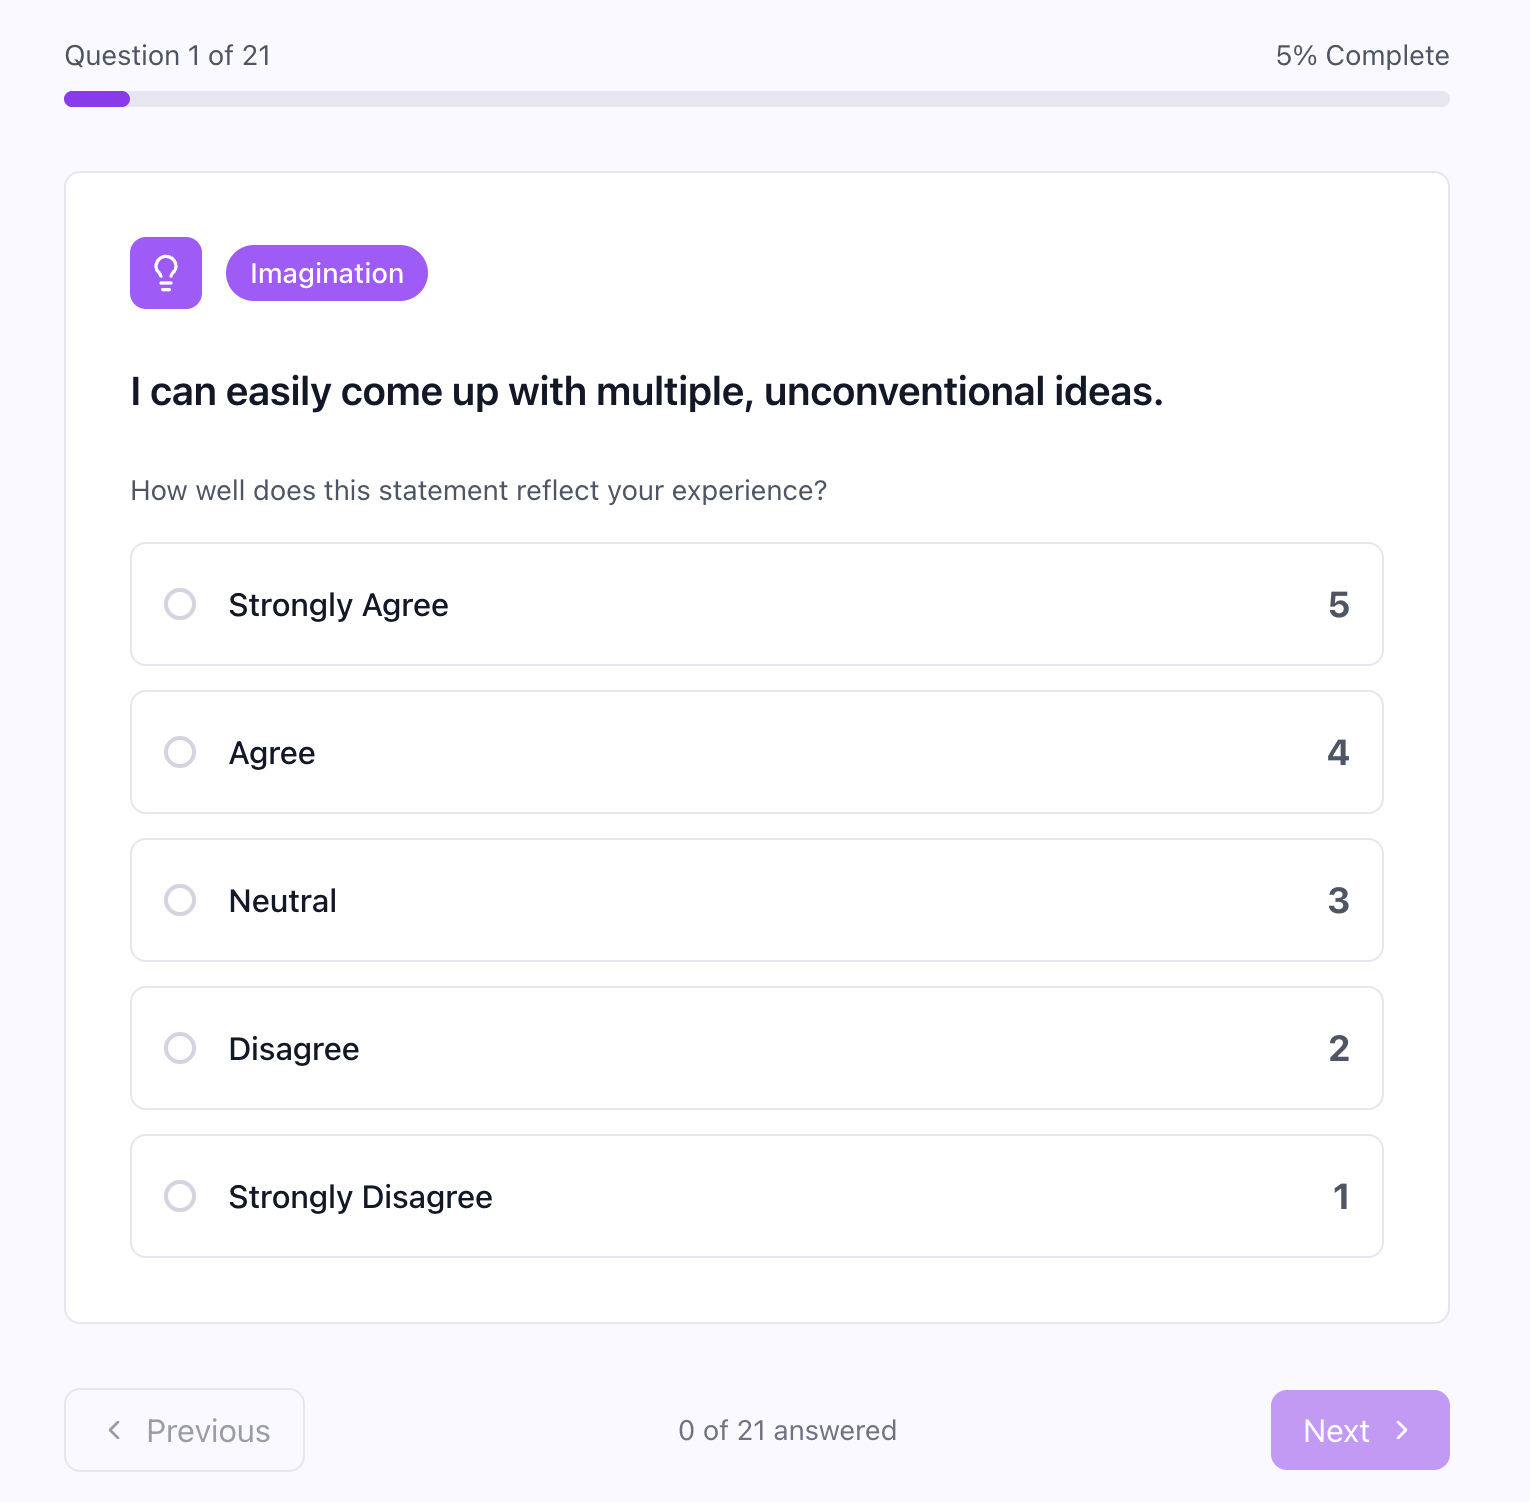 Question 1 of 21
5% Complete
Imagination
I can easily come up with multiple, unconventional ideas.
How well does this statement reflect your experience?
Strongly Agree 5
Agree 4
Neutral 3
Disagree 2
Strongly Disagree 1
Previous
0 of 21 answered
Next